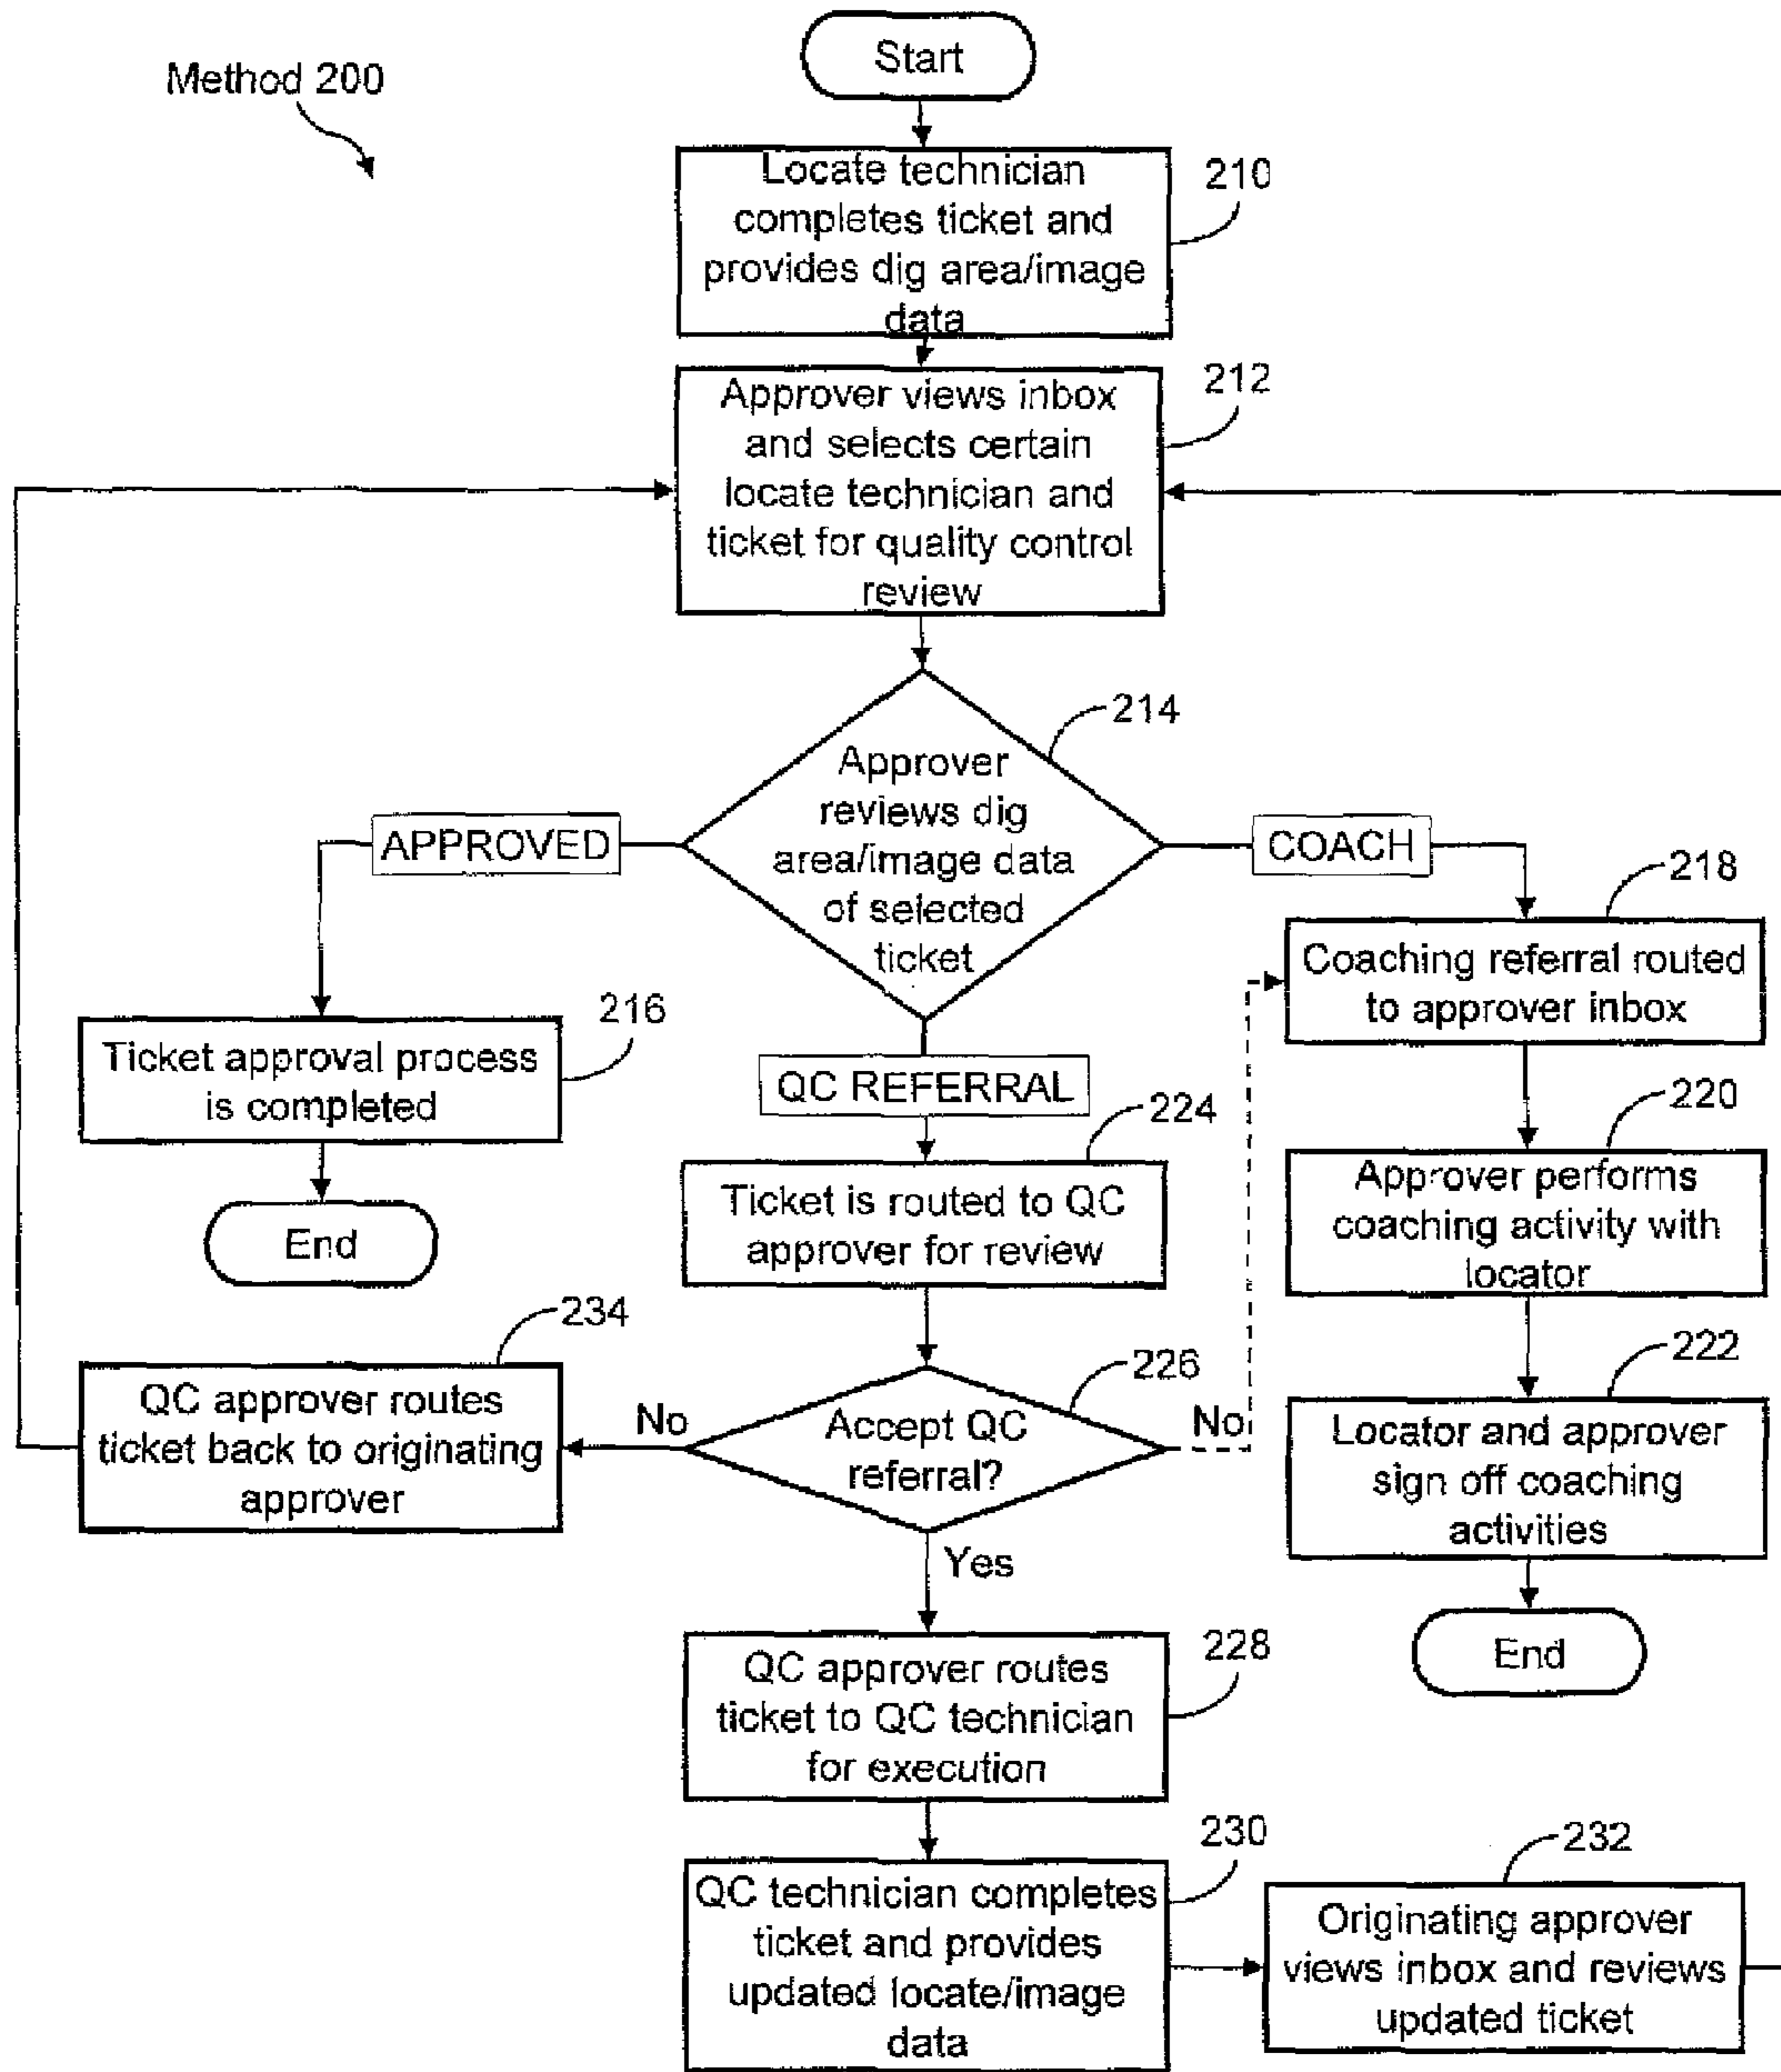 Start
Method 200
Locate technician
completes ticket and
provides dig area/image
data
210
Approver views inbox
and selects certain
locate technician and
ticket for quality control
review
212
214
Approver
reviews dig
area/image data
of selected
ticket
APPROVED
COACH
218
Coaching referral routed
to approver inbox
216
Ticket approval process
is completed
QC REFERRAL
224
220
Ticket is routed to QC
approver for review
Approver performs
coaching activity with
locator
End
234
226
222
QC approver routes
ticket back to originating
approver
No
Accept QC
referral?
No
Locator and approver
sign off coaching
activities
Yes
End
QC approver routes
ticket to QC technician
for execution
228
230
232
QC technician completes
ticket and provides
updated locate/image
data
Originating approver
views inbox and reviews
updated ticket